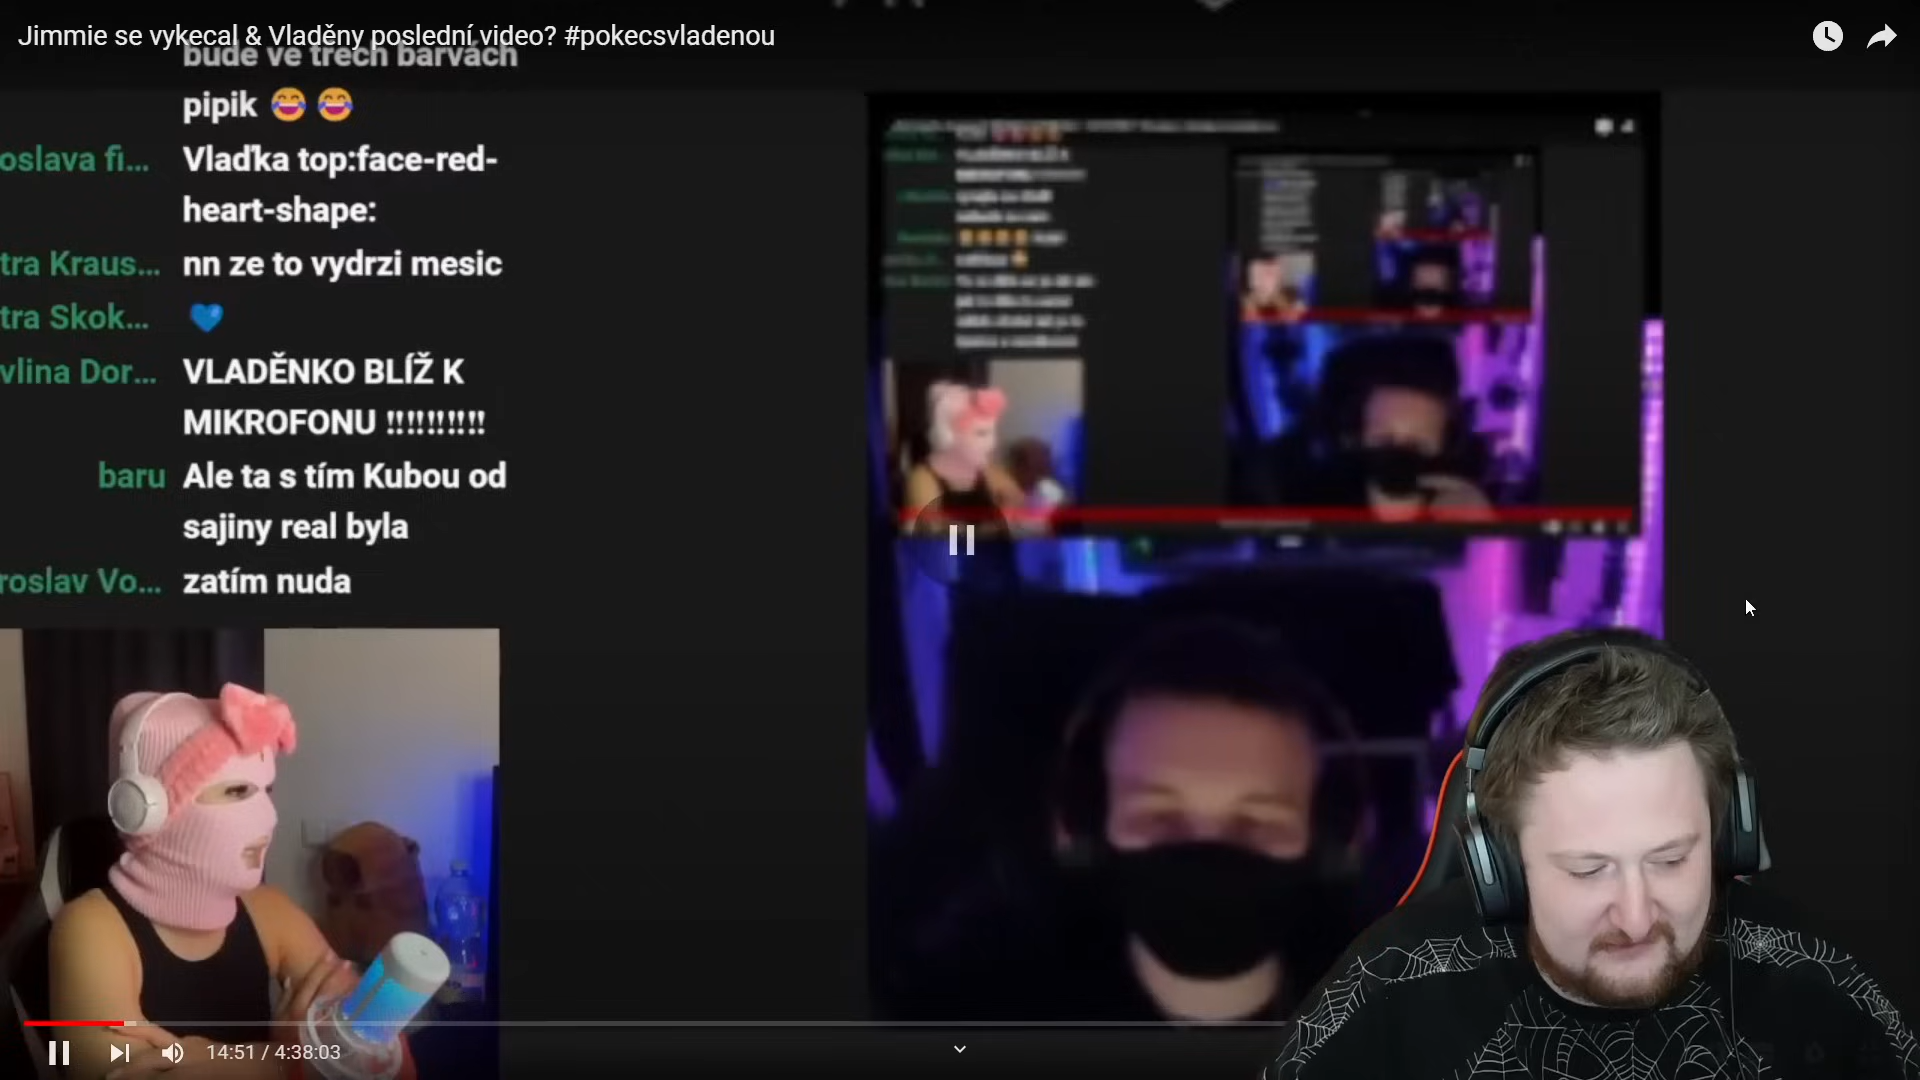 Jimmie se vykecal & Vladěny poslední video? #pokecsvladenou
bude ve třech barvách
pipik 😂 😂
oslava fi... Vlaďka top:face-red-
heart-shape:
tra Kraus... nn ze to vydrzi mesic
tra Skok... 💙
vlina Dor... VLADĚNKO BLÍŽ K
MIKROFONU ‼‼‼‼‼
baru Ale ta s tím Kubou od
sajiny real byla
roslav Vo... zatím nuda
14:51 / 4:38:03